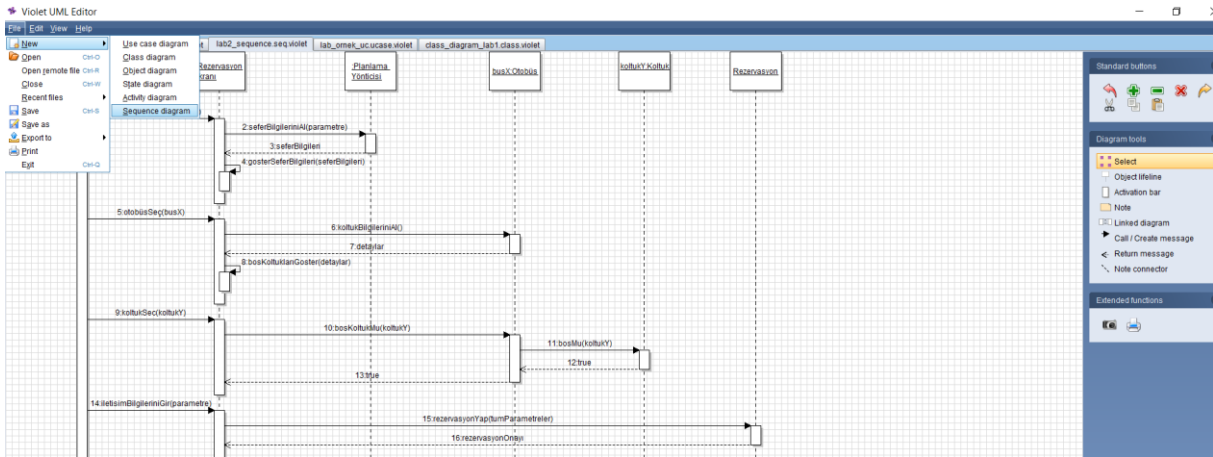 Violet UML Editor
File Edit View Help
New
Open Ctrl-O
Open remote file Ctrl-R
Close Ctrl-W
Recent files
Save Ctrl-S
Save as
Export to
Print
Exit Ctrl-Q
Use case diagram
Class diagram
Object diagram
State diagram
Activity diagram
Sequence diagram
lab2_sequence.seq.violet
lab_ornek_uc.ucase.violet
class_diagram_lab1.class.violet
Rezervasyon
:Planlama
Yönticisi
busX:Otobüs
koltukY:Koltuk
Rezervasyon
2:seferBilgileriniAl(parametre)
3:seferBilgileri
4:gosterSeferBilgileri(seferBilgileri)
5:otobüsSeç(busX)
6:koltukBilgileriniAl()
7:detaylar
8:bosKoltuklariGoster(detaylar)
9:koltukSec(koltukY)
10:bosKoltukMu(koltukY)
11:bosMu(koltukY)
12:true
13:true
14:iletisimBilgileriniGir(parametre)
15:rezervasyonYap(tumParametreler)
16:rezervasyonOnayı
Standard buttons
Diagram tools
Select
Object lifeline
Activation bar
Note
Linked diagram
Call / Create message
Return message
Note connector
Extended functions